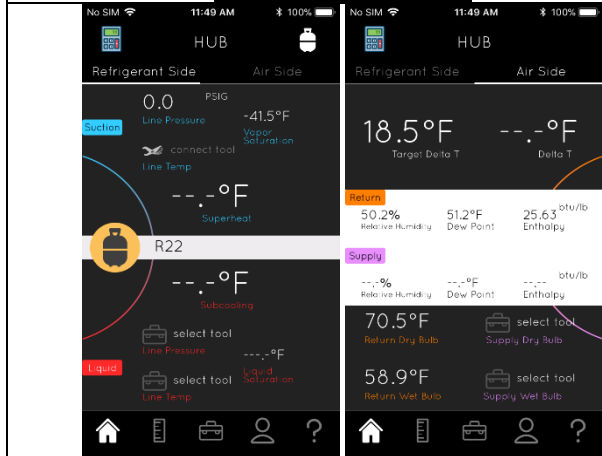 No SIM 11:49 AM 100%
HUB
Refrigerant Side Air Side
0.0 PSIG
Line Pressure
-41.5°F
Vapor
Saturation
Suction
connect tool
Line Temp
--.-°F
Superheat
R22
--.-°F
Subcooling
select tool
Line Pressure
---.-°F
Liquid
Saturation
Liquid
select tool
Line Temp
?
No SIM 11:49 AM 100%
HUB
Refrigerant Side Air Side
18.5°F --.-°F
Target Delta T Delta T
Return
50.2% 51.2°F 25.63 btu/lb
Relative Humidity Dew Point Enthalpy
Supply
--.-% --.-°F --.-- btu/lb
Relative Humidity Dew Point Enthalpy
70.5°F select tool
Return Dry Bulb Supply Dry Bulb
58.9°F select tool
Return Wet Bulb Supply Wet Bulb
?